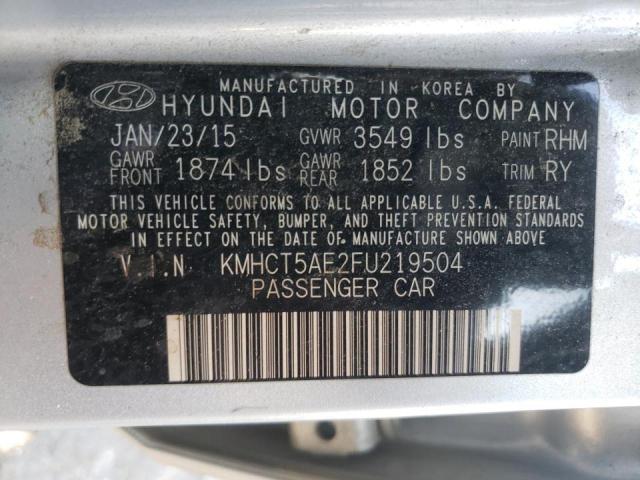 MANUFACTURED IN KOREA BY
HYUNDAI MOTOR COMPANY
JAN/23/15 GVWR 3549 lbs PAINT RHM
GAWR FRONT 1874 lbs GAWR REAR 1852 lbs TRIM RY
THIS VEHICLE CONFORMS TO ALL APPLICABLE U.S.A. FEDERAL
MOTOR VEHICLE SAFETY, BUMPER, AND THEFT PREVENTION STANDARDS
IN EFFECT ON THE DATE OF MANUFACTURE SHOWN ABOVE
V.I.N KMHCT5AE2FU219504
PASSENGER CAR